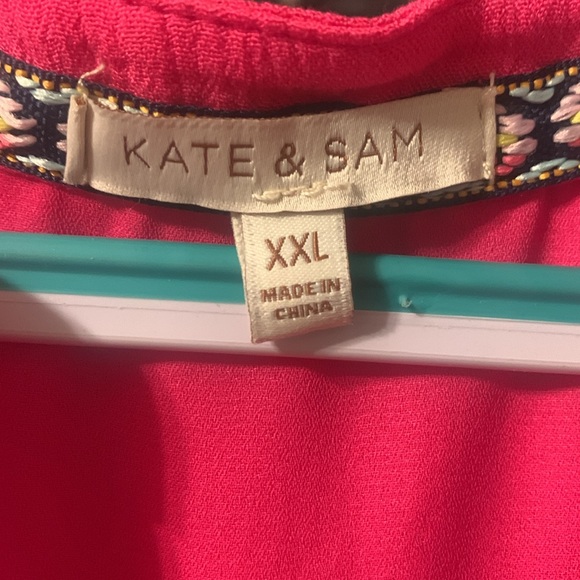 KATE & SAM
XXL
MADE IN
CHINA